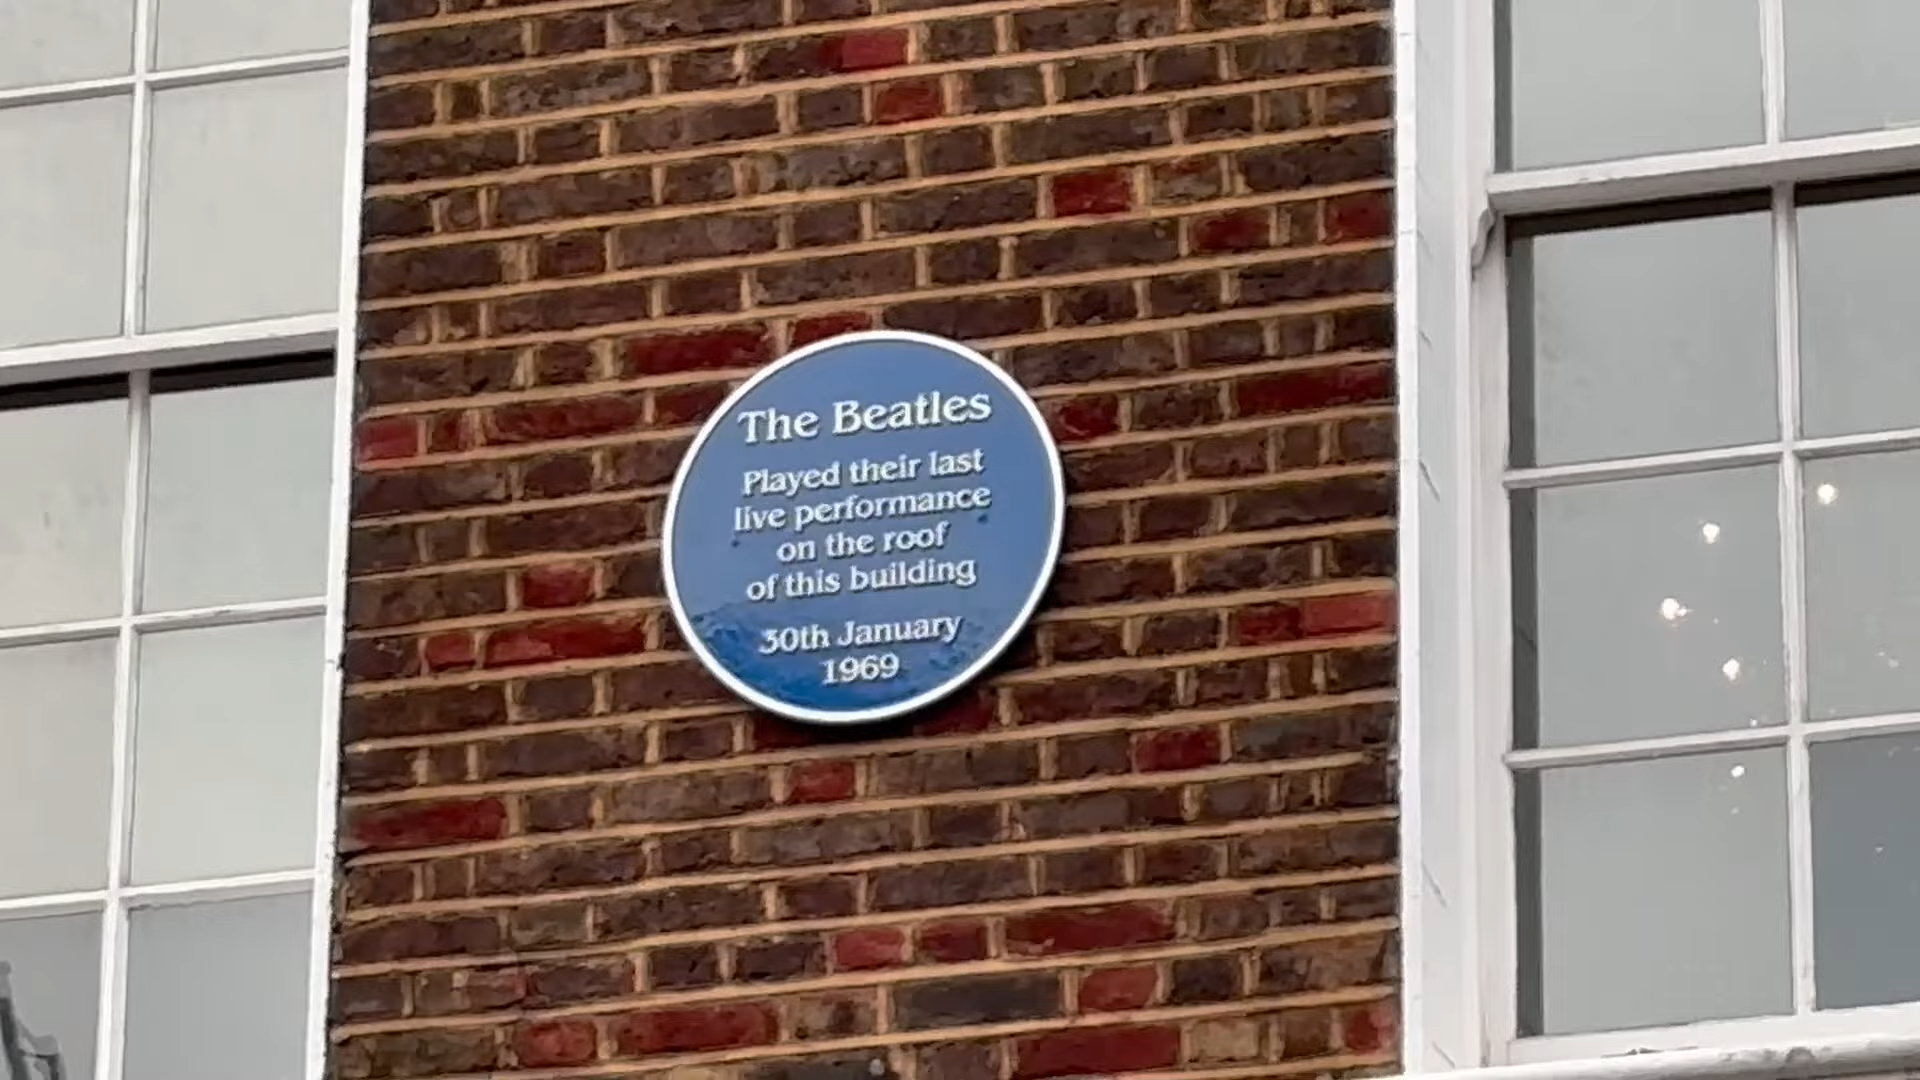 The Beatles
Played their last
live performance
on the roof
of this building
30th January
1969